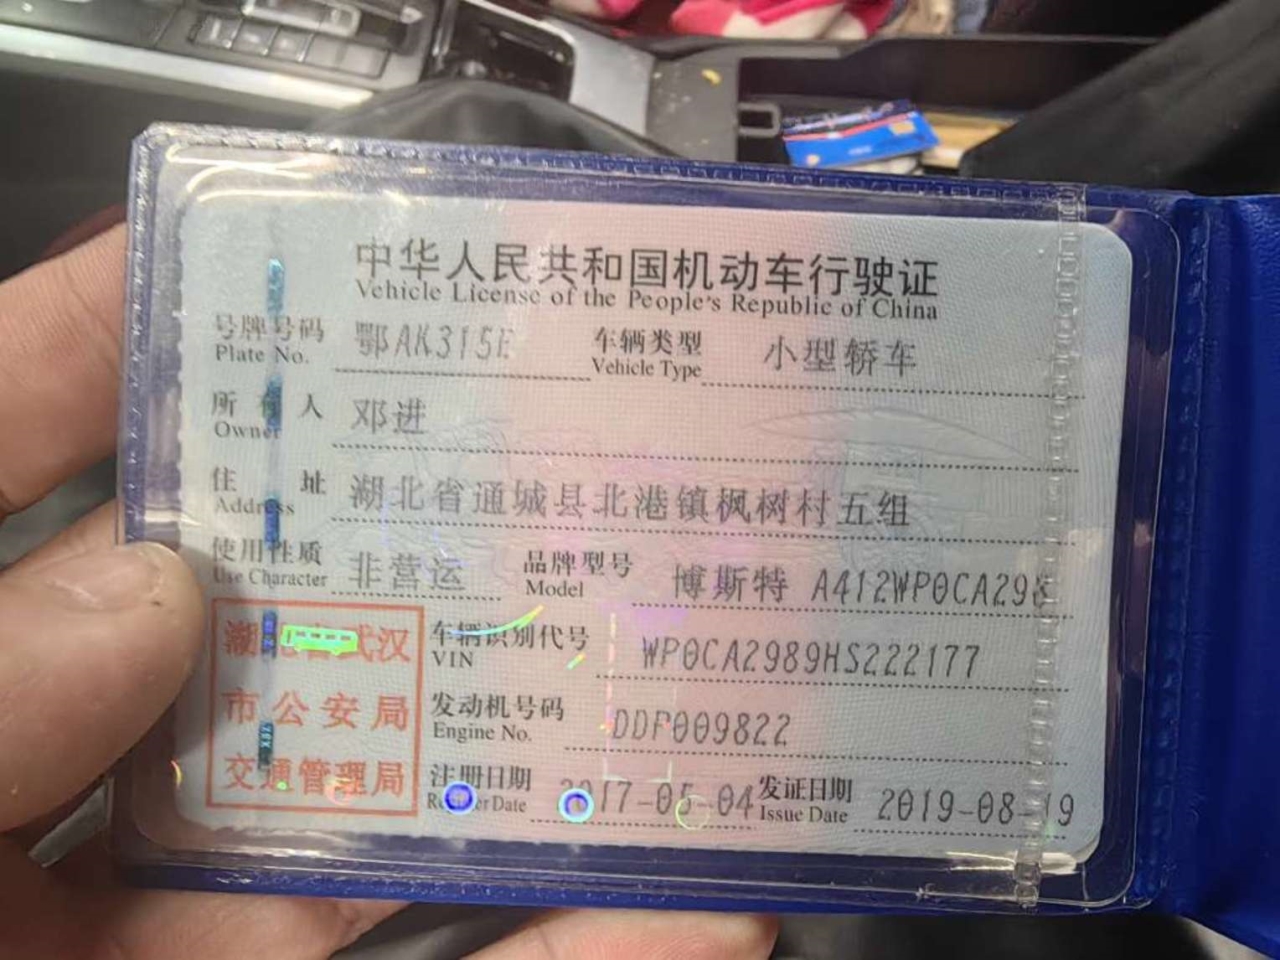 中华人民共和国机动车行驶证
Vehicle License of the People's Republic of China
号牌号码 鄂AK315E 车辆类型 小型轿车
Plate No. Vehicle Type
所有人 邓进
Owner
住址 湖北省通城县北港镇枫树村五组
Address
使用性质 非营运 品牌型号 博斯特 A412WP0CA298
Use Character Model
湖北省武汉 车辆识别代号 WP0CA2989HS222177
VIN
市公安局 发动机号码 DDP009822
Engine No.
交通管理局 注册日期 2017-05-04 发证日期 2019-08-19
Register Date Issue Date